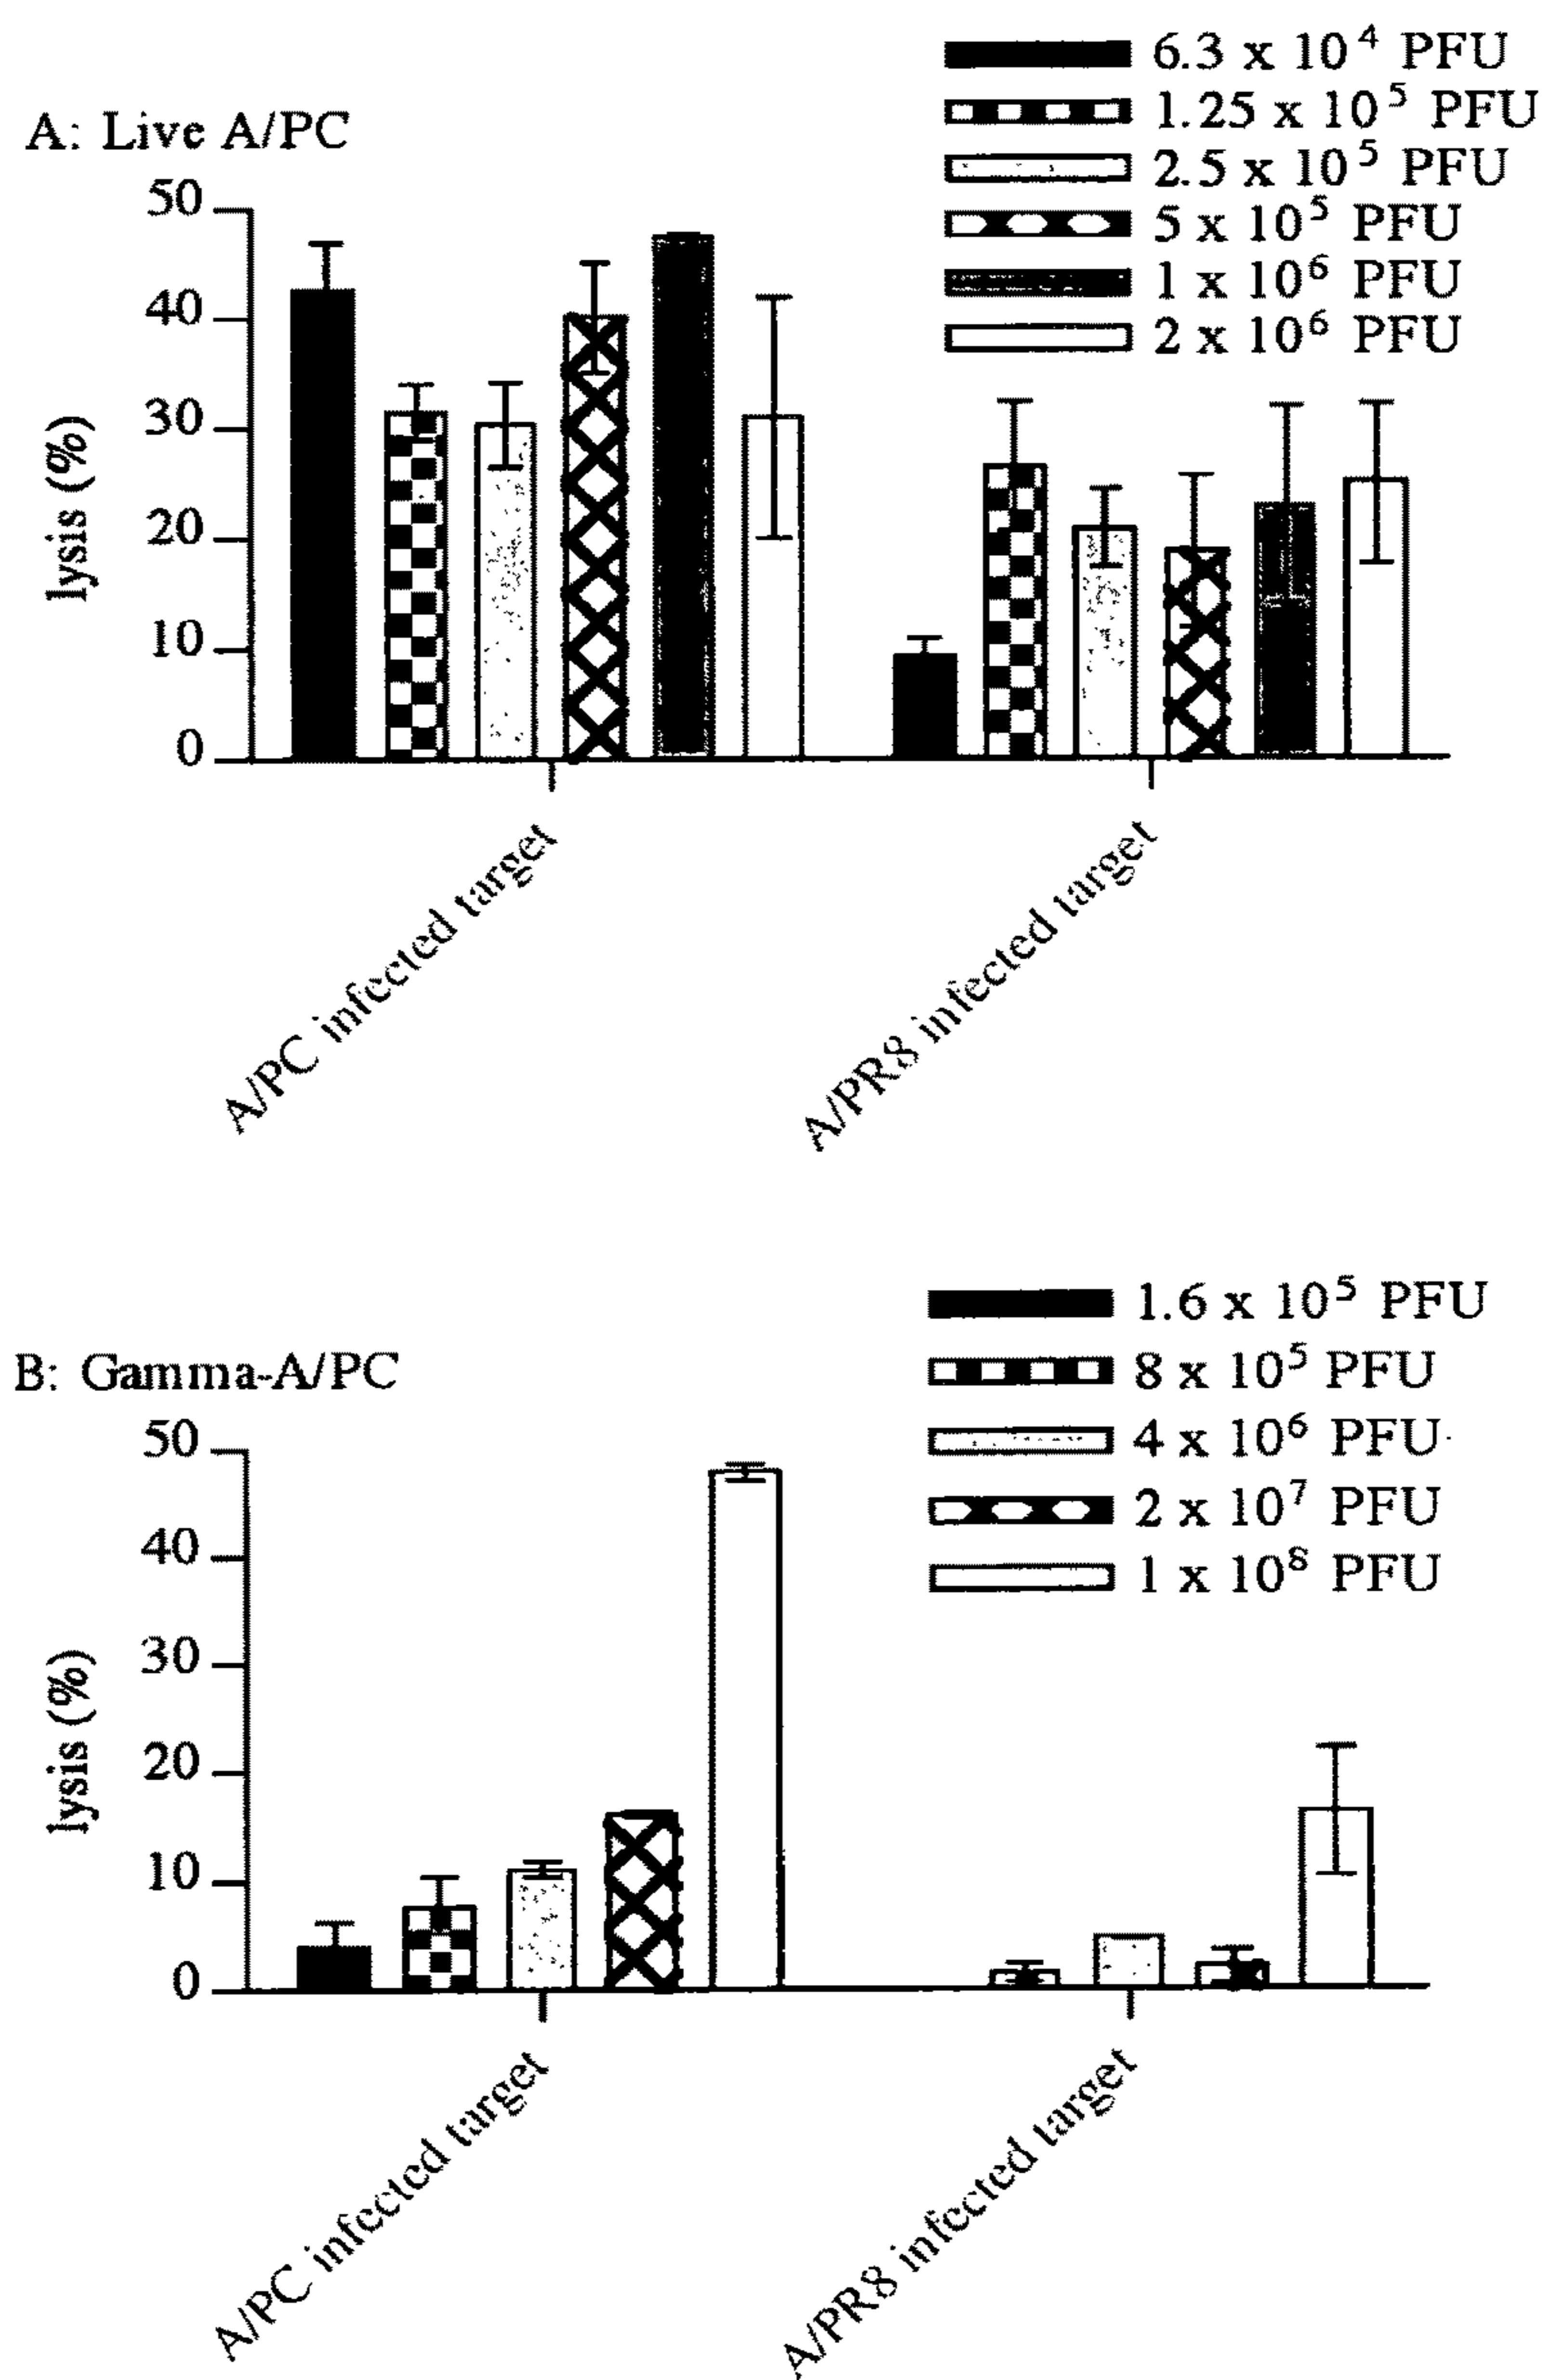 6.3 x 10⁴ PFU
1.25 x 10⁵ PFU
2.5 x 10⁵ PFU
5 x 10⁵ PFU
1 x 10⁶ PFU
2 x 10⁶ PFU
A: Live A/PC
50
40
30
20
10
0
lysis (%)
A/PC infected target
A/PR8 infected target
1.6 x 10⁵ PFU
8 x 10⁵ PFU
4 x 10⁶ PFU
2 x 10⁷ PFU
1 x 10⁸ PFU
B: Gamma-A/PC
50
40
30
20
10
0
lysis (%)
A/PC infected target
A/PR8 infected target